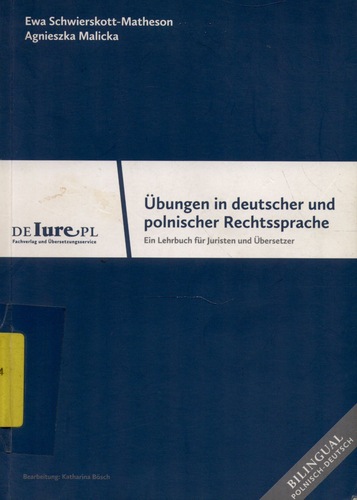 Ewa Schwierskott-Matheson
Agnieszka Malicka
DE Iure.PL
Fachverlag und Übersetzungsservice
Übungen in deutscher und
polnischer Rechtssprache
Ein Lehrbuch für Juristen und Übersetzer
4
BILINGUAL
POLNISCH-DEUTSCH
Bearbeitung: Katharina Bösch